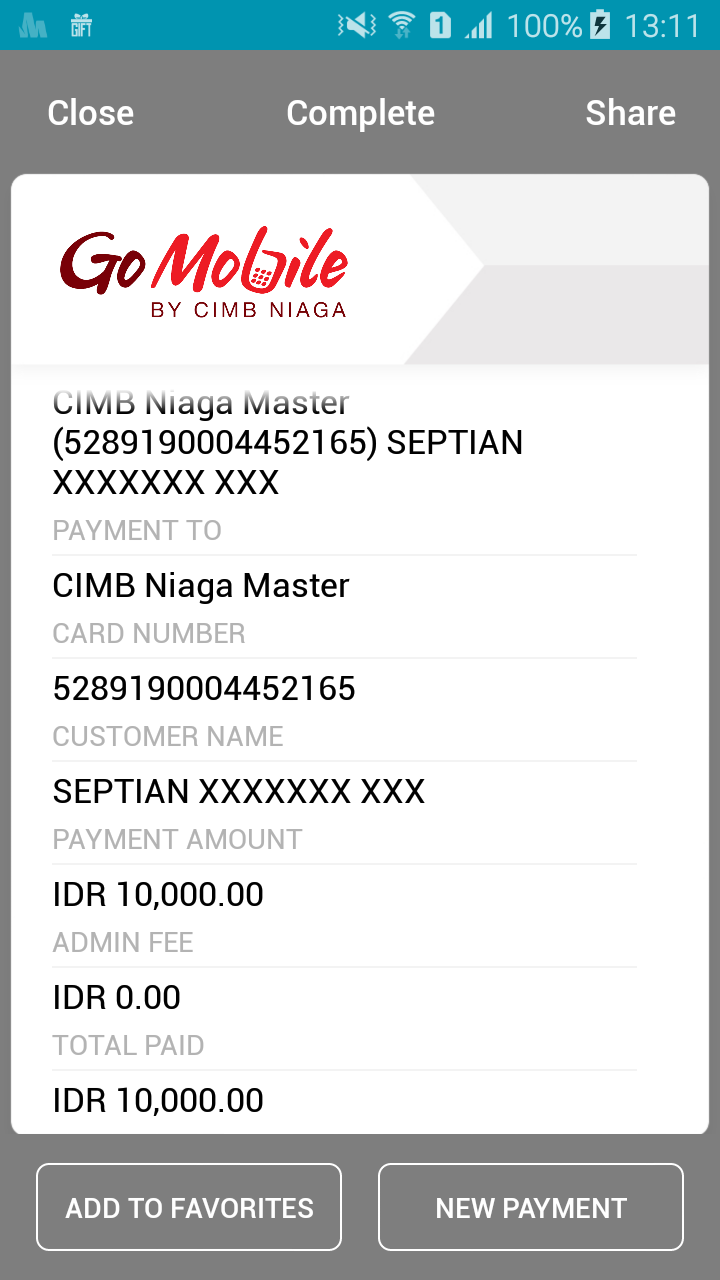 GIFT
1 100% 13:11
Close Complete Share
Go Mobile
BY CIMB NIAGA
CIMB Niaga Master
(5289190004452165) SEPTIAN
XXXXXXX XXX
PAYMENT TO
CIMB Niaga Master
CARD NUMBER
5289190004452165
CUSTOMER NAME
SEPTIAN XXXXXXX XXX
PAYMENT AMOUNT
IDR 10,000.00
ADMIN FEE
IDR 0.00
TOTAL PAID
IDR 10,000.00
ADD TO FAVORITES NEW PAYMENT